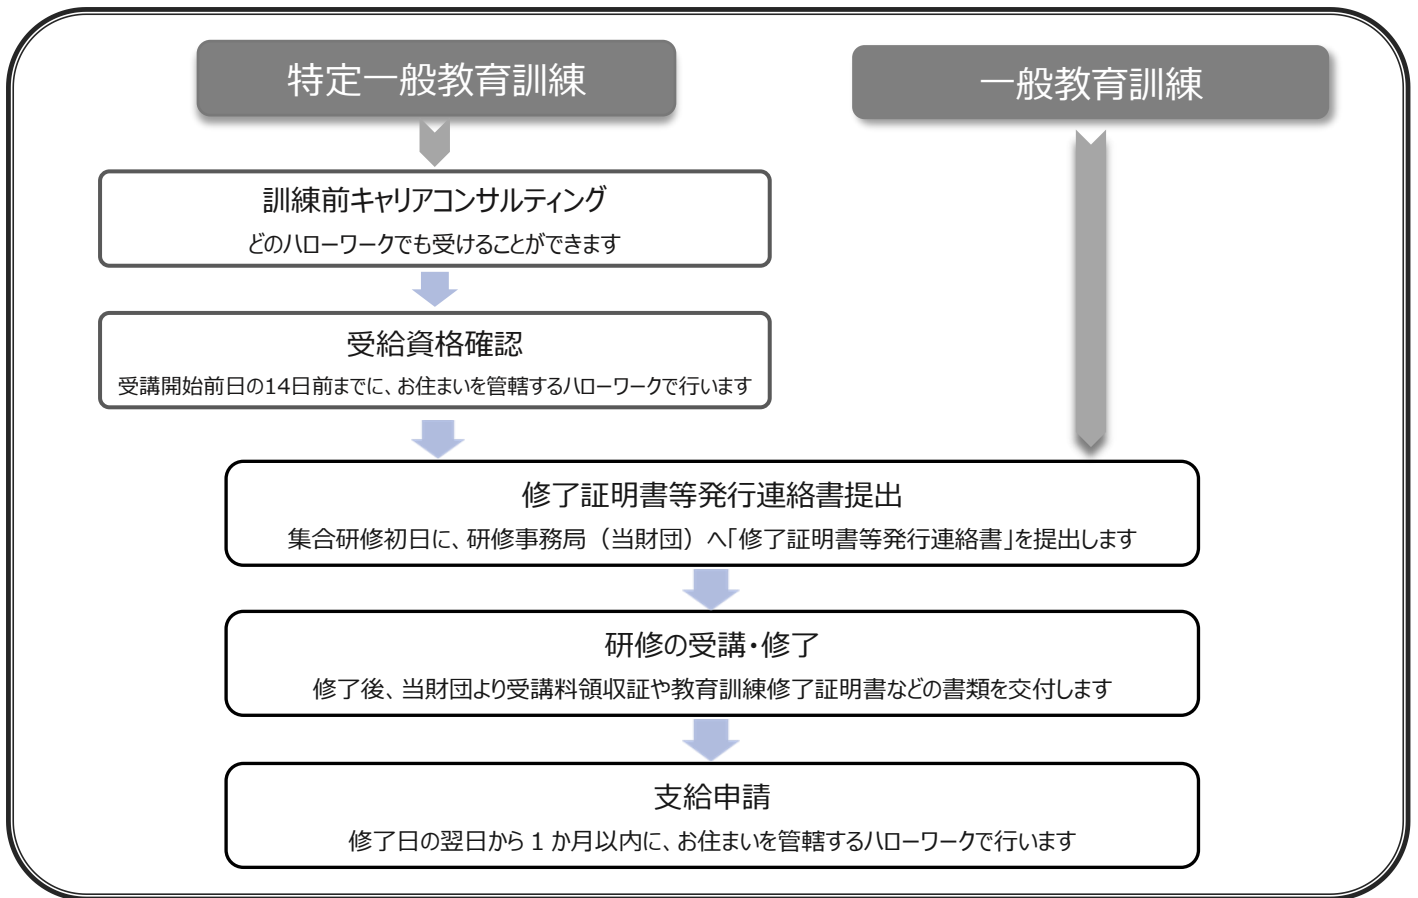 特定一般教育訓練
一般教育訓練
訓練前キャリアコンサルティング
どのハローワークでも受けることができます
受給資格確認
受講開始前日の14日前までに、お住まいを管轄するハローワークで行います
修了証明書等発行連絡書提出
集合研修初日に、研修事務局（当財団）へ「修了証明書等発行連絡書」を提出します
研修の受講・修了
修了後、当財団より受講料領収証や教育訓練修了証明書などの書類を交付します
支給申請
修了日の翌日から１か月以内に、お住まいを管轄するハローワークで行います